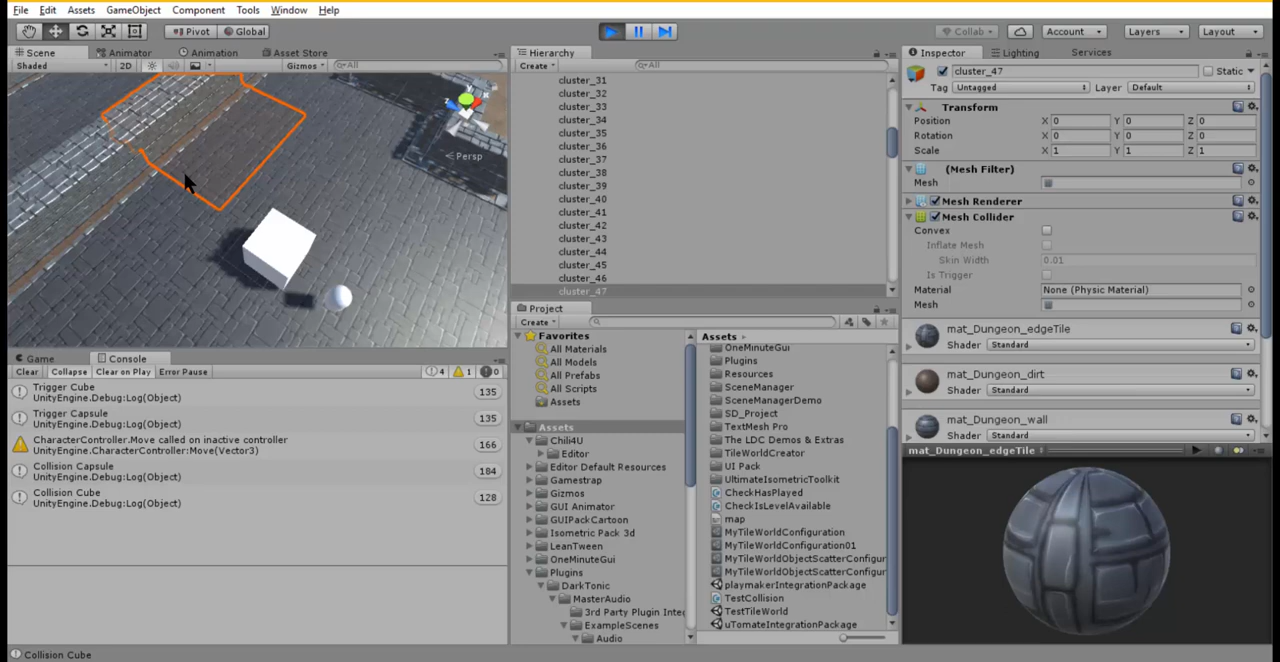 File Edit Assets GameObject Component Tools Window Help
Pivot Global Collab Account Layers Layout
Scene Animator Animation Asset Store
Shaded 2D Gizmos All
Persp
Game Console
Clear Collapse Clear on Play Error Pause 4 1 0
Trigger Cube
UnityEngine.Debug:Log(Object) 135
Trigger Capsule
UnityEngine.Debug:Log(Object) 135
CharacterController.Move called on inactive controller
UnityEngine.CharacterController:Move(Vector3) 166
Collision Capsule
UnityEngine.Debug:Log(Object) 184
Collision Cube
UnityEngine.Debug:Log(Object) 128
Collision Cube
Hierarchy
Create All
cluster_31
cluster_32
cluster_33
cluster_34
cluster_35
cluster_36
cluster_37
cluster_38
cluster_39
cluster_40
cluster_41
cluster_42
cluster_43
cluster_44
cluster_45
cluster_46
cluster_47
Project
Create
Favorites
All Materials
All Models
All Prefabs
All Scripts
Assets
Assets
Chili4U
Editor
Editor Default Resources
Gamestrap
Gizmos
GUI Animator
GUIPackCartoon
Isometric Pack 3d
LeanTween
OneMinuteGui
Plugins
DarkTonic
MasterAudio
3rd Party Plugin Inte
ExampleScenes
Audio
Assets
OneMinuteGui
Plugins
Resources
SceneManager
SceneManagerDemo
SD_Project
TextMesh Pro
The LDC Demos & Extras
TileWorldCreator
UI Pack
UltimateIsometricToolkit
CheckHasPlayed
CheckIsLevelAvailable
map
MyTileWorldConfiguration
MyTileWorldConfiguration01
MyTileWorldObjectScatterConfigur
MyTileWorldObjectScatterConfigur
playmakerIntegrationPackage
TestCollision
TestTileWorld
uTomateIntegrationPackage
Inspector Lighting Services
cluster_47 Static
Tag Untagged Layer Default
Transform
Position X 0 Y 0 Z 0
Rotation X 0 Y 0 Z 0
Scale X 1 Y 1 Z 1
(Mesh Filter)
Mesh
Mesh Renderer
Mesh Collider
Convex
Inflate Mesh
Skin Width 0.01
Is Trigger
Material None (Physic Material)
Mesh
mat_Dungeon_edgeTile
Shader Standard
mat_Dungeon_dirt
Shader Standard
mat_Dungeon_wall
Shader Standard
mat_Dungeon_edgeTile